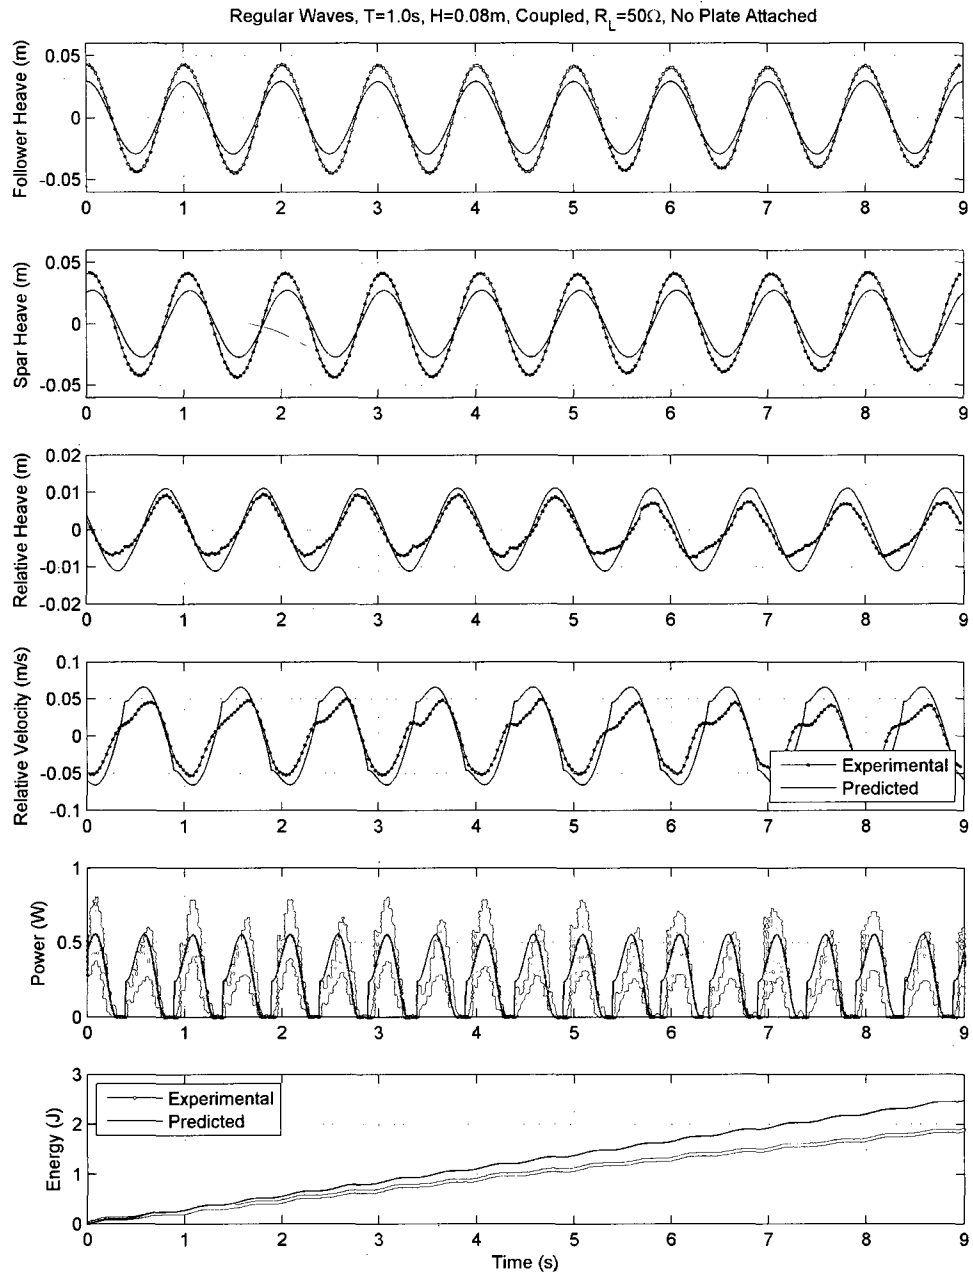 Regular Waves, T=1.0s, H=0.08m, Coupled, R_L=50Ω, No Plate Attached
Follower Heave (m)
0.05
0
-0.05
0 1 2 3 4 5 6 7 8 9
Spar Heave (m)
0.05
0
-0.05
0 1 2 3 4 5 6 7 8 9
Relative Heave (m)
0.02
0.01
0
-0.01
-0.02
0 1 2 3 4 5 6 7 8 9
Relative Velocity (m/s)
0.1
0.05
0
-0.05
-0.1
Experimental
Predicted
0 1 2 3 4 5 6 7 8 9
Power (W)
1
0.5
0
0 1 2 3 4 5 6 7 8 9
Energy (J)
3
2
1
0
Experimental
Predicted
0 1 2 3 4 5 6 7 8 9
Time (s)